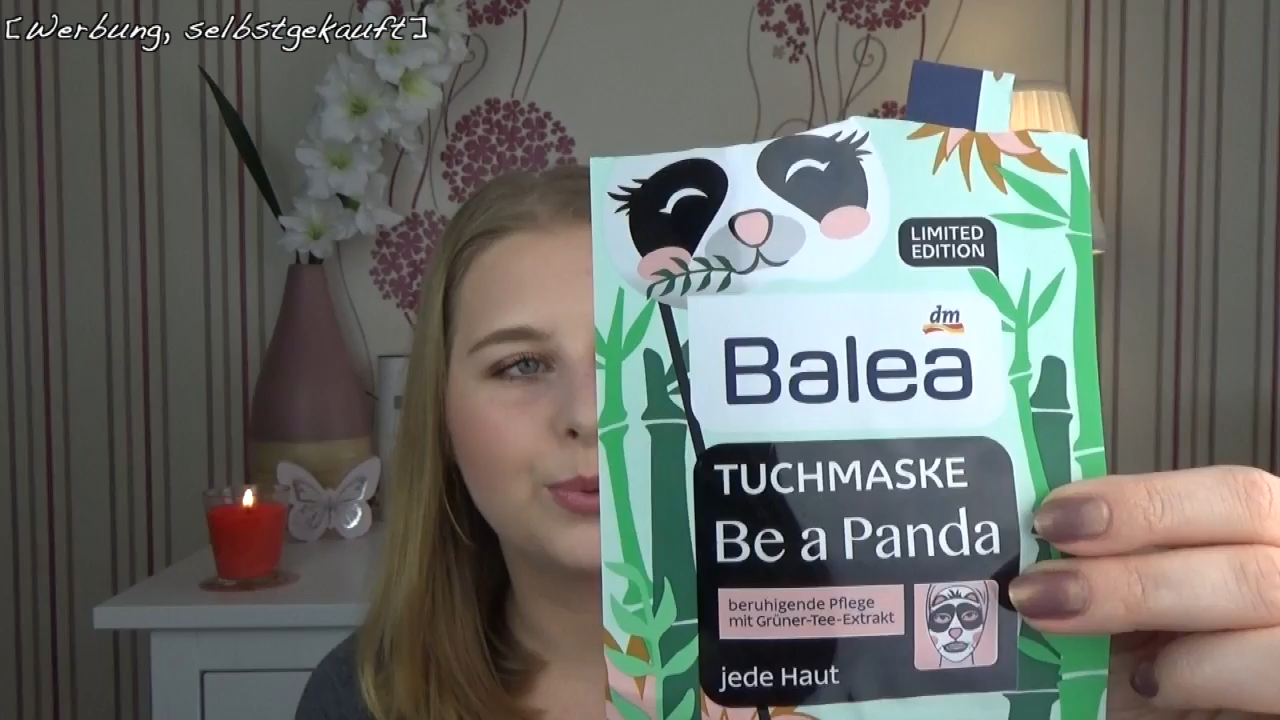 [Werbung, selbstgekauft]
LIMITED
EDITION
dm
Balea
TUCHMASKE
Be a Panda
beruhigende Pflege
mit Grüner-Tee-Extrakt
jede Haut